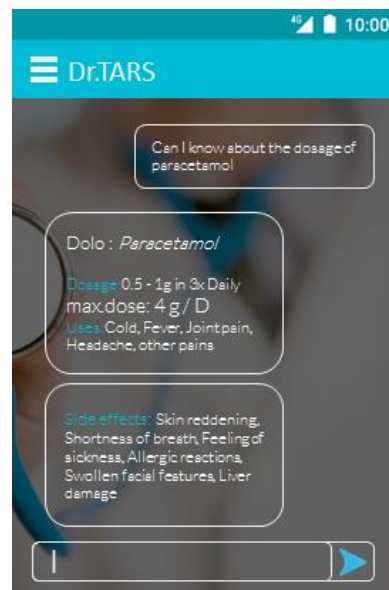 4G 10:00
Dr.TARS
Can I know about the dosage of
paracetamol
Dolo : Paracetamol
Dosage: 0.5 - 1g in 3x Daily
max.dose: 4 g / D
Uses: Cold, Fever, Joint pain,
Headache, other pains
Side effects: Skin reddening,
Shortness of breath, Feeling of
sickness, Allergic reactions,
Swollen facial features, Liver
damage